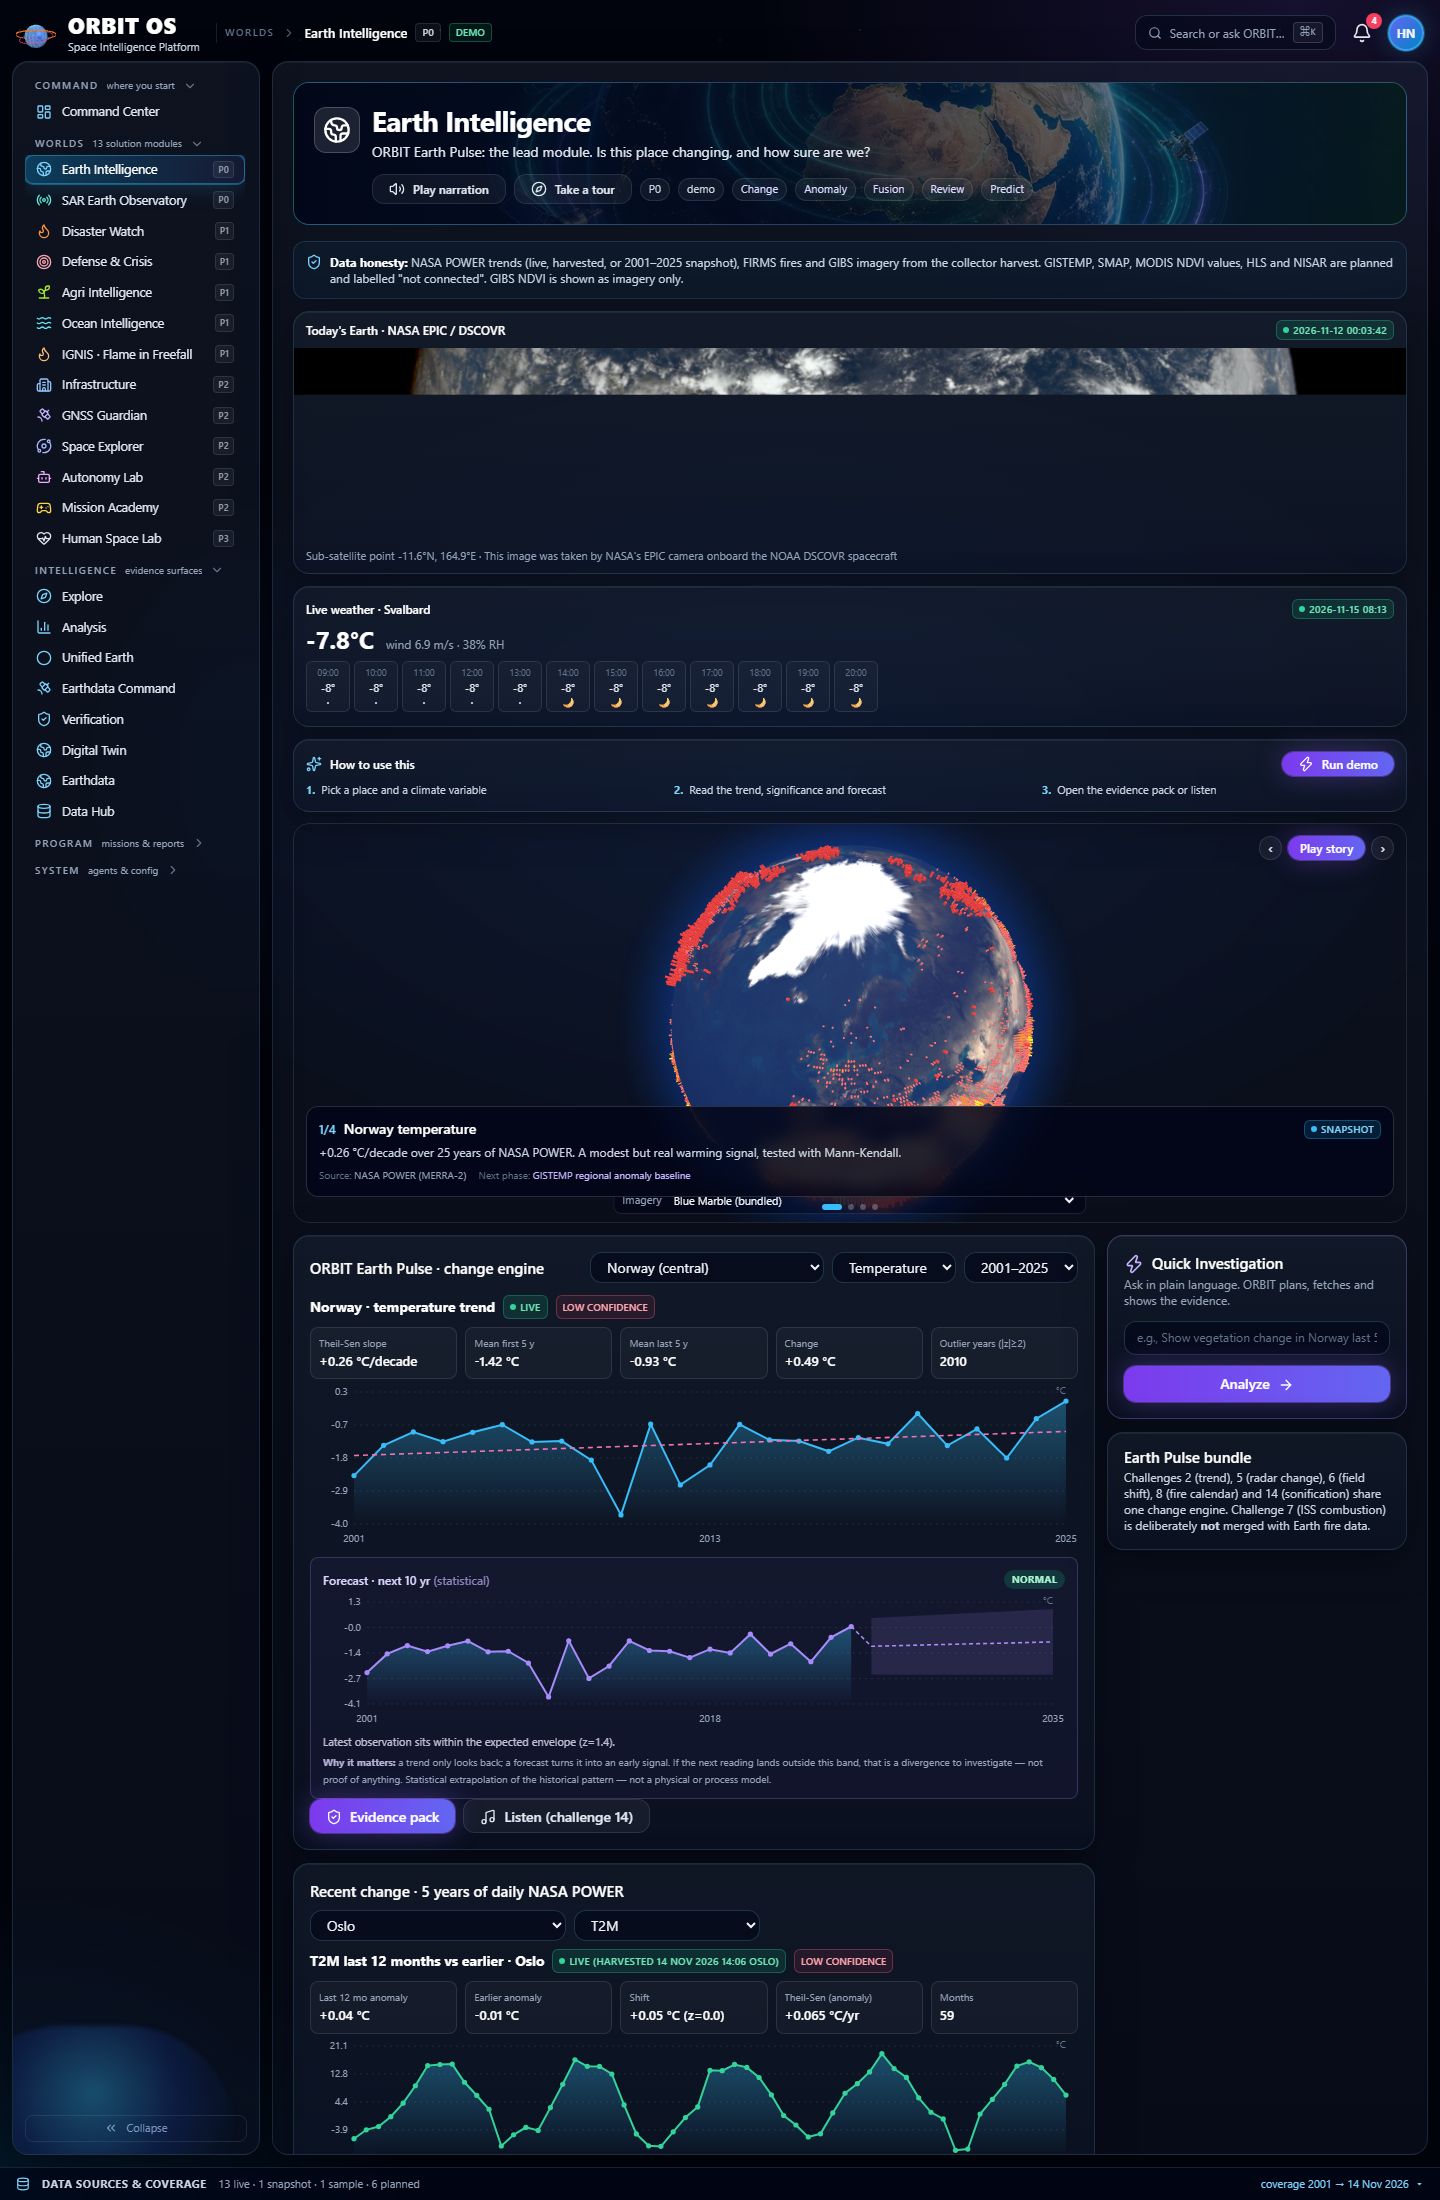 ORBIT OS
Space Intelligence Platform
WORLDS > Earth Intelligence P0 DEMO
Search or ask ORBIT... ⌘K
4
HN
COMMAND where you start
Command Center
WORLDS 13 solution modules
Earth Intelligence P0
SAR Earth Observatory P0
Disaster Watch P1
Defense & Crisis P1
Agri Intelligence P1
Ocean Intelligence P1
IGNIS · Flame in Freefall P1
Infrastructure P2
GNSS Guardian P2
Space Explorer P2
Autonomy Lab P2
Mission Academy P2
Human Space Lab P3
INTELLIGENCE evidence surfaces
Explore
Analysis
Unified Earth
Earthdata Command
Verification
Digital Twin
Earthdata
Data Hub
PROGRAM missions & reports
SYSTEM agents & config
Collapse
Earth Intelligence
ORBIT Earth Pulse: the lead module. Is this place changing, and how sure are we?
Play narration Take a tour P0 demo Change Anomaly Fusion Review Predict
Data honesty: NASA POWER trends (live, harvested, or 2001–2025 snapshot), FIRMS fires and GIBS imagery from the collector harvest. GISTEMP, SMAP, MODIS NDVI values, HLS and NISAR are planned
and labelled "not connected". GIBS NDVI is shown as imagery only.
Today's Earth · NASA EPIC / DSCOVR 2026-11-12 00:03:42
Sub-satellite point -11.6°N, 164.9°E · This image was taken by NASA's EPIC camera onboard the NOAA DSCOVR spacecraft
Live weather · Svalbard 2026-11-15 08:13
-7.8°C wind 6.9 m/s · 38% RH
09:00 10:00 11:00 12:00 13:00 14:00 15:00 16:00 17:00 18:00 19:00 20:00
-8° -8° -8° -8° -8° -8° -8° -8° -8° -8° -8° -8°
How to use this Run demo
1. Pick a place and a climate variable 2. Read the trend, significance and forecast 3. Open the evidence pack or listen
‹ Play story ›
1/4 Norway temperature SNAPSHOT
+0.26 °C/decade over 25 years of NASA POWER. A modest but real warming signal, tested with Mann-Kendall.
Source: NASA POWER (MERRA-2) Next phase: GISTEMP regional anomaly baseline
Imagery Blue Marble (bundled)
ORBIT Earth Pulse · change engine Norway (central) Temperature 2001–2025
Norway · temperature trend LIVE LOW CONFIDENCE
Theil-Sen slope Mean first 5 y Mean last 5 y Change Outlier years (|z|≥2)
+0.26 °C/decade -1.42 °C -0.93 °C +0.49 °C 2010
°C
0.3
-0.7
-1.8
-2.9
-4.0
2001 2013 2025
Forecast · next 10 yr (statistical) NORMAL
°C
1.3
-0.0
-1.4
-2.7
-4.1
2001 2018 2035
Latest observation sits within the expected envelope (z=1.4).
Why it matters: a trend only looks back; a forecast turns it into an early signal. If the next reading lands outside this band, that is a divergence to investigate — not
proof of anything. Statistical extrapolation of the historical pattern — not a physical or process model.
Evidence pack Listen (challenge 14)
Quick Investigation
Ask in plain language. ORBIT plans, fetches and
shows the evidence.
e.g., Show vegetation change in Norway last 5
Analyze →
Earth Pulse bundle
Challenges 2 (trend), 5 (radar change), 6 (field
shift), 8 (fire calendar) and 14 (sonification) share
one change engine. Challenge 7 (ISS combustion)
is deliberately not merged with Earth fire data.
Recent change · 5 years of daily NASA POWER
Oslo T2M
T2M last 12 months vs earlier · Oslo LIVE (HARVESTED 14 NOV 2026 14:06 OSLO) LOW CONFIDENCE
Last 12 mo anomaly Earlier anomaly Shift Theil-Sen (anomaly) Months
+0.04 °C -0.01 °C +0.05 °C (z=0.0) +0.065 °C/yr 59
°C
21.1
12.8
4.4
-3.9
DATA SOURCES & COVERAGE 13 live · 1 snapshot · 1 sample · 6 planned coverage 2001 → 14 Nov 2026